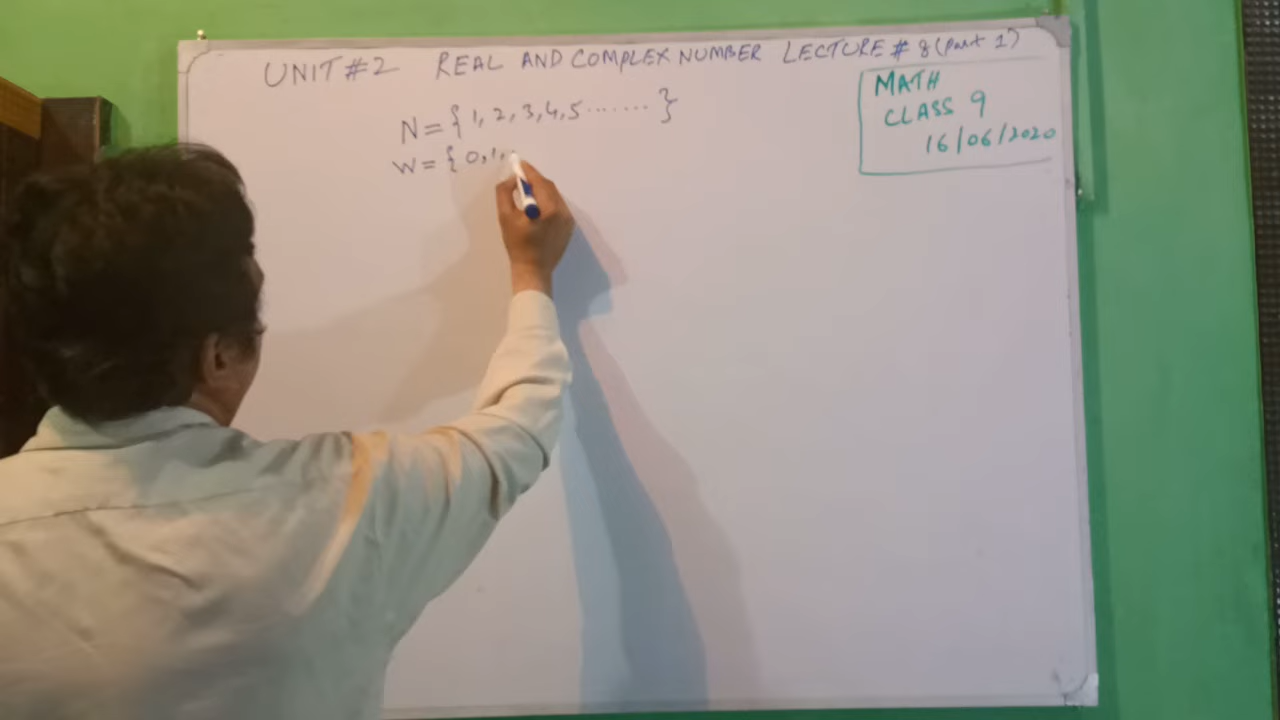 UNIT #2 REAL AND COMPLEX NUMBER LECTURE # 8 (Part 1)
MATH
CLASS 9
16/06/2020
N = { 1, 2, 3, 4, 5 ....... }
W = { 0, 1,